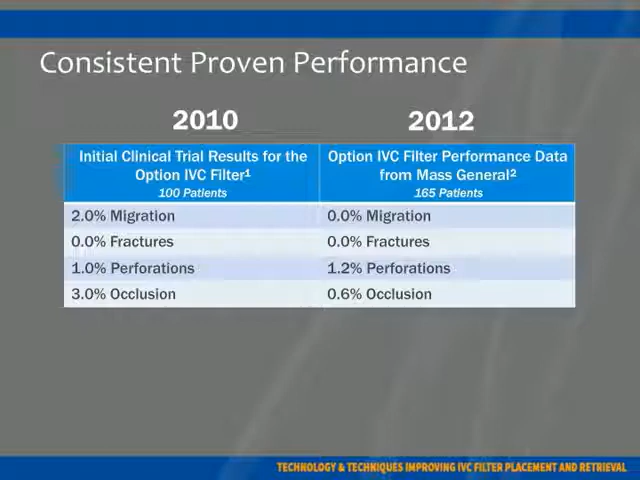 Consistent Proven Performance
2010
2012
Initial Clinical Trial Results for the
Option IVC Filter¹
100 Patients
Option IVC Filter Performance Data
from Mass General²
165 Patients
2.0% Migration
0.0% Migration
0.0% Fractures
0.0% Fractures
1.0% Perforations
1.2% Perforations
3.0% Occlusion
0.6% Occlusion
TECHNOLOGY & TECHNIQUES IMPROVING IVC FILTER PLACEMENT AND RETRIEVAL